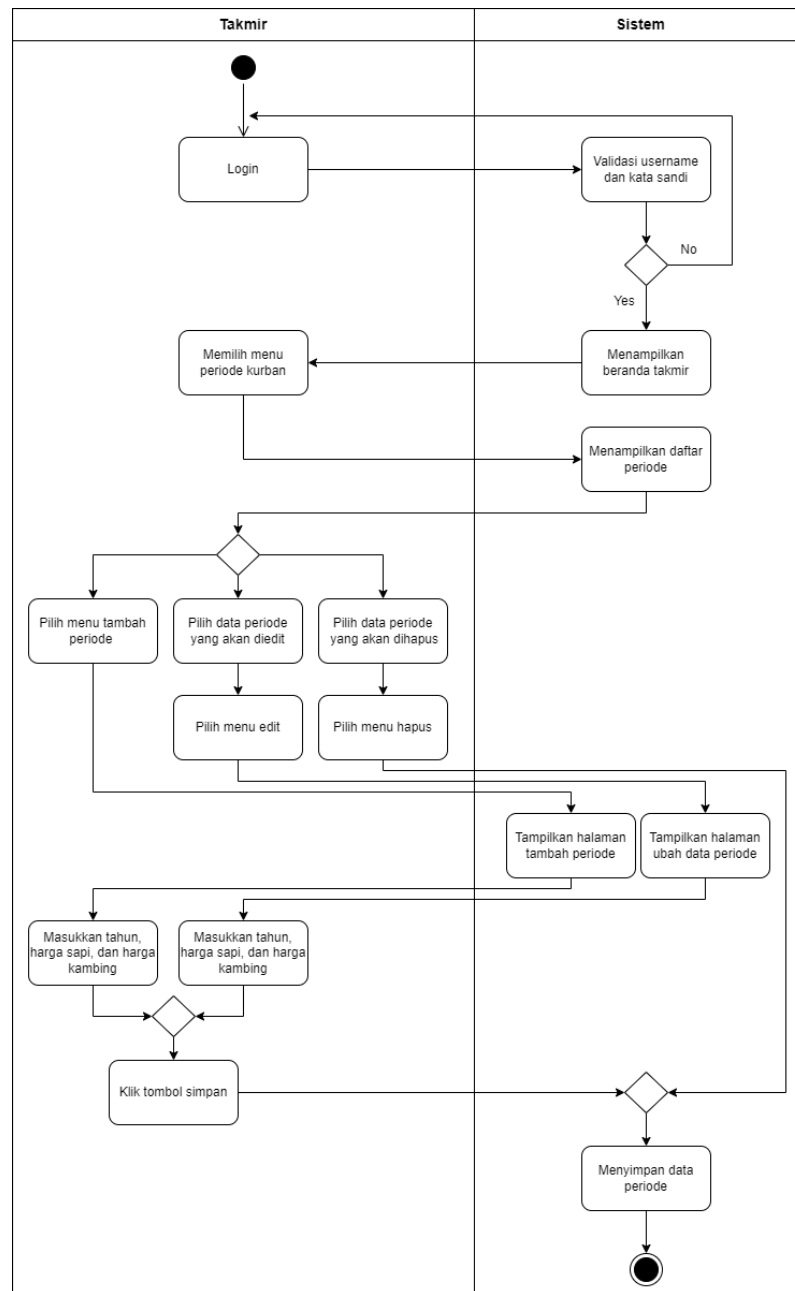 Takmir
Sistem
Login
Validasi username
dan kata sandi
No
Yes
Memilih menu
periode kurban
Menampilkan
beranda takmir
Menampilkan daftar
periode
Pilih menu tambah
periode
Pilih data periode
yang akan diedit
Pilih data periode
yang akan dihapus
Pilih menu edit
Pilih menu hapus
Tampilkan halaman
tambah periode
Tampilkan halaman
ubah data periode
Masukkan tahun,
harga sapi, dan harga
kambing
Masukkan tahun,
harga sapi, dan harga
kambing
Klik tombol simpan
Menyimpan data
periode